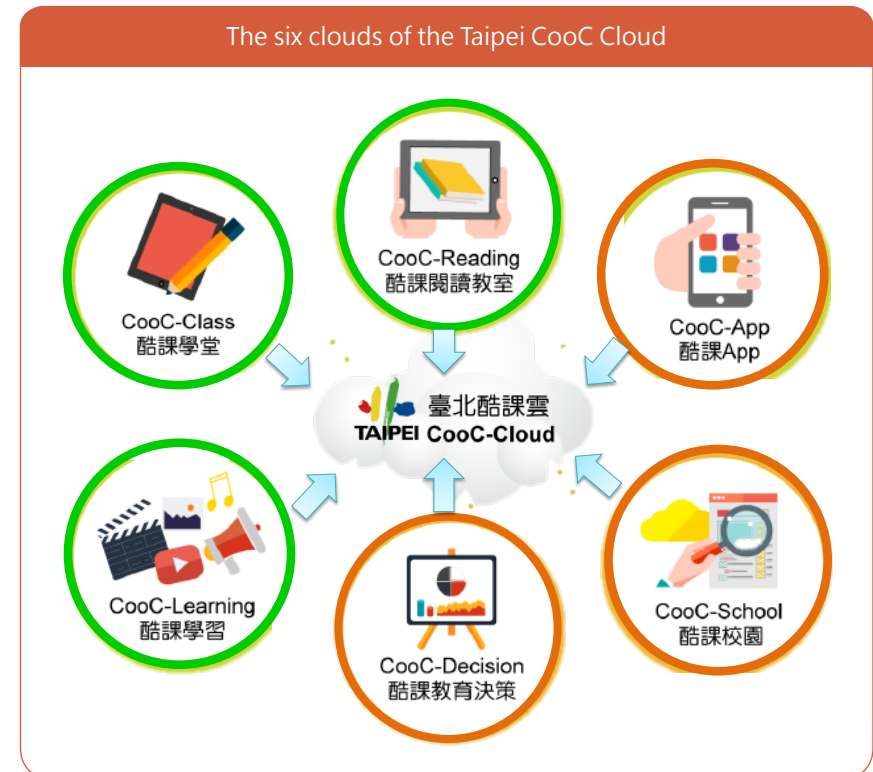 The six clouds of the Taipei CooC Cloud
CooC-Reading
酷課閱讀教室
CooC-Class
酷課學堂
CooC-App
酷課App
臺北酷課雲
TAIPEI CooC-Cloud
CooC-Learning
酷課學習
CooC-School
酷課校園
CooC-Decision
酷課教育決策